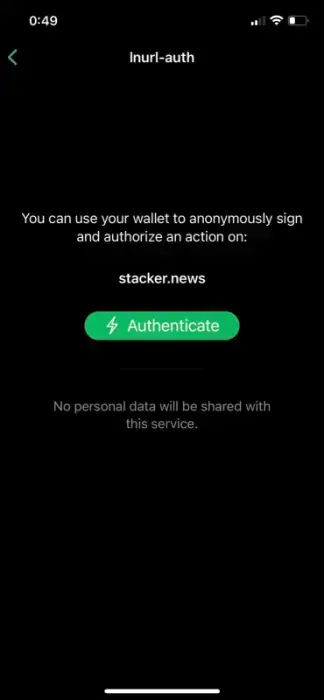 0:49
lnurl-auth
You can use your wallet to anonymously sign
and authorize an action on:
stacker.news
Authenticate
No personal data will be shared with
this service.